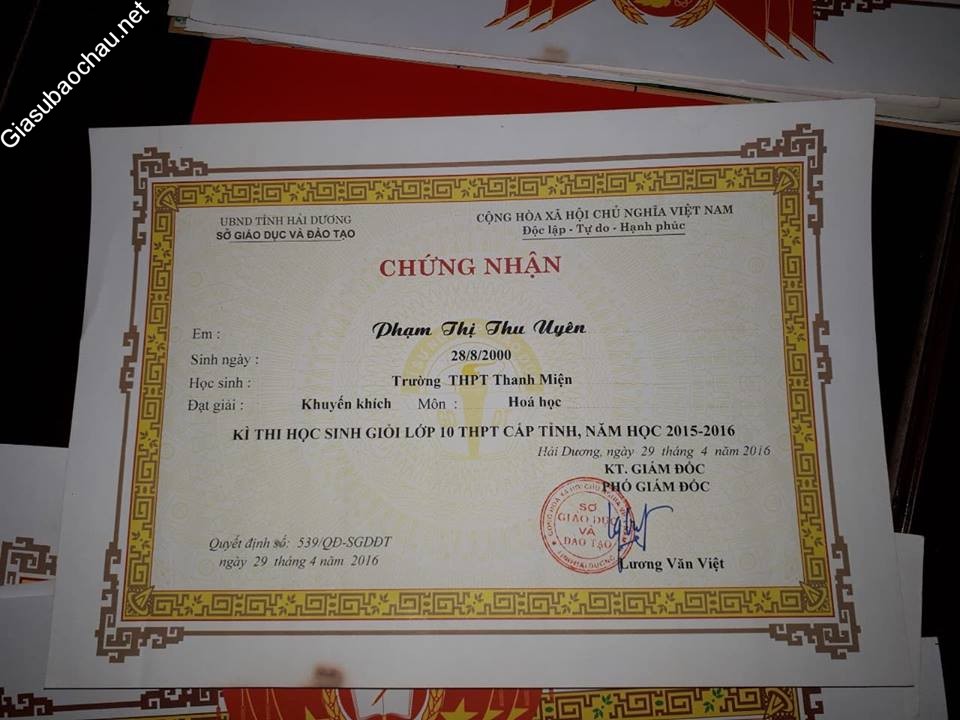 Giasubaochau.net
UBND TỈNH HẢI DƯƠNG
SỞ GIÁO DỤC VÀ ĐÀO TẠO
CỘNG HÒA XÃ HỘI CHỦ NGHĨA VIỆT NAM
Độc lập - Tự do - Hạnh phúc
CHỨNG NHẬN
Em : Phạm Thị Thu Uyên
Sinh ngày : 28/8/2000
Học sinh : Trường THPT Thanh Miện
Đạt giải : Khuyến khích Môn : Hoá học
KÌ THI HỌC SINH GIỎI LỚP 10 THPT CẤP TỈNH, NĂM HỌC 2015-2016
Hải Dương, ngày 29 tháng 4 năm 2016
KT. GIÁM ĐỐC
PHÓ GIÁM ĐỐC
SỞ
GIÁO DỤC
VÀ
ĐÀO TẠO
TỈNH HẢI DƯƠNG
Quyết định số: 539/QĐ-SGDĐT
ngày 29 tháng 4 năm 2016
Lương Văn Việt